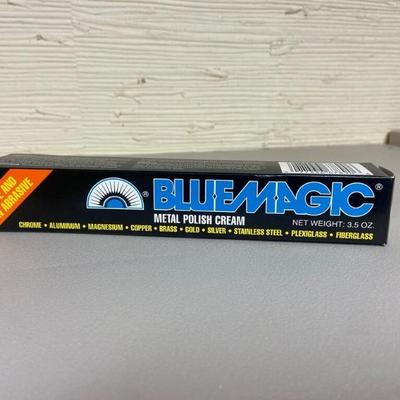 AND
ABRASIVE
BLUEMAGIC®
®
METAL POLISH CREAM
NET WEIGHT: 3.5 OZ.
CHROME • ALUMINUM • MAGNESIUM • COPPER • BRASS • GOLD • SILVER • STAINLESS STEEL • PLEXIGLASS • FIBERGLASS